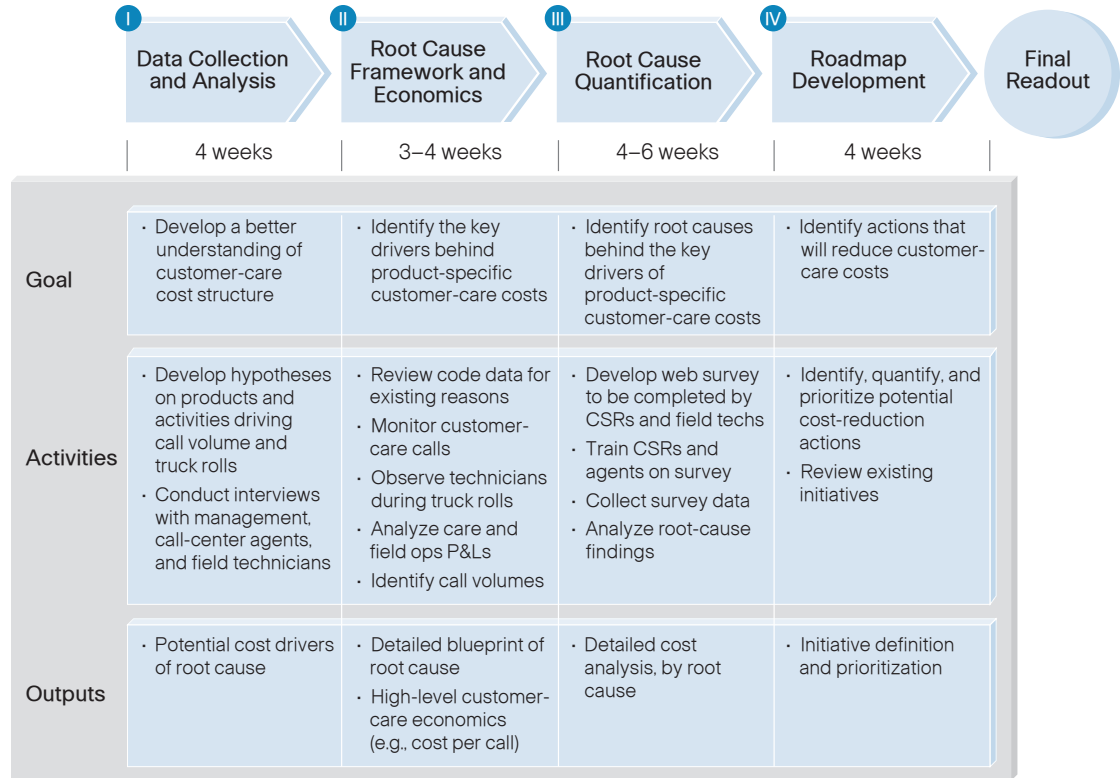 I
Data Collection
and Analysis
II
Root Cause
Framework and
Economics
III
Root Cause
Quantification
IV
Roadmap
Development
Final
Readout
4 weeks
3–4 weeks
4–6 weeks
4 weeks
Goal
· Develop a better
understanding of
customer-care
cost structure
· Identify the key
drivers behind
product-specific
customer-care costs
· Identify root causes
behind the key
drivers of
product-specific
customer-care costs
· Identify actions that
will reduce customer-
care costs
Activities
· Develop hypotheses
on products and
activities driving
call volume and
truck rolls
· Conduct interviews
with management,
call-center agents,
and field technicians
· Review code data for
existing reasons
· Monitor customer-
care calls
· Observe technicians
during truck rolls
· Analyze care and
field ops P&Ls
· Identify call volumes
· Develop web survey
to be completed by
CSRs and field techs
· Train CSRs and
agents on survey
· Collect survey data
· Analyze root-cause
findings
· Identify, quantify, and
prioritize potential
cost-reduction
actions
· Review existing
initiatives
Outputs
· Potential cost drivers
of root cause
· Detailed blueprint of
root cause
· High-level customer-
care economics
(e.g., cost per call)
· Detailed cost
analysis, by root
cause
· Initiative definition
and prioritization